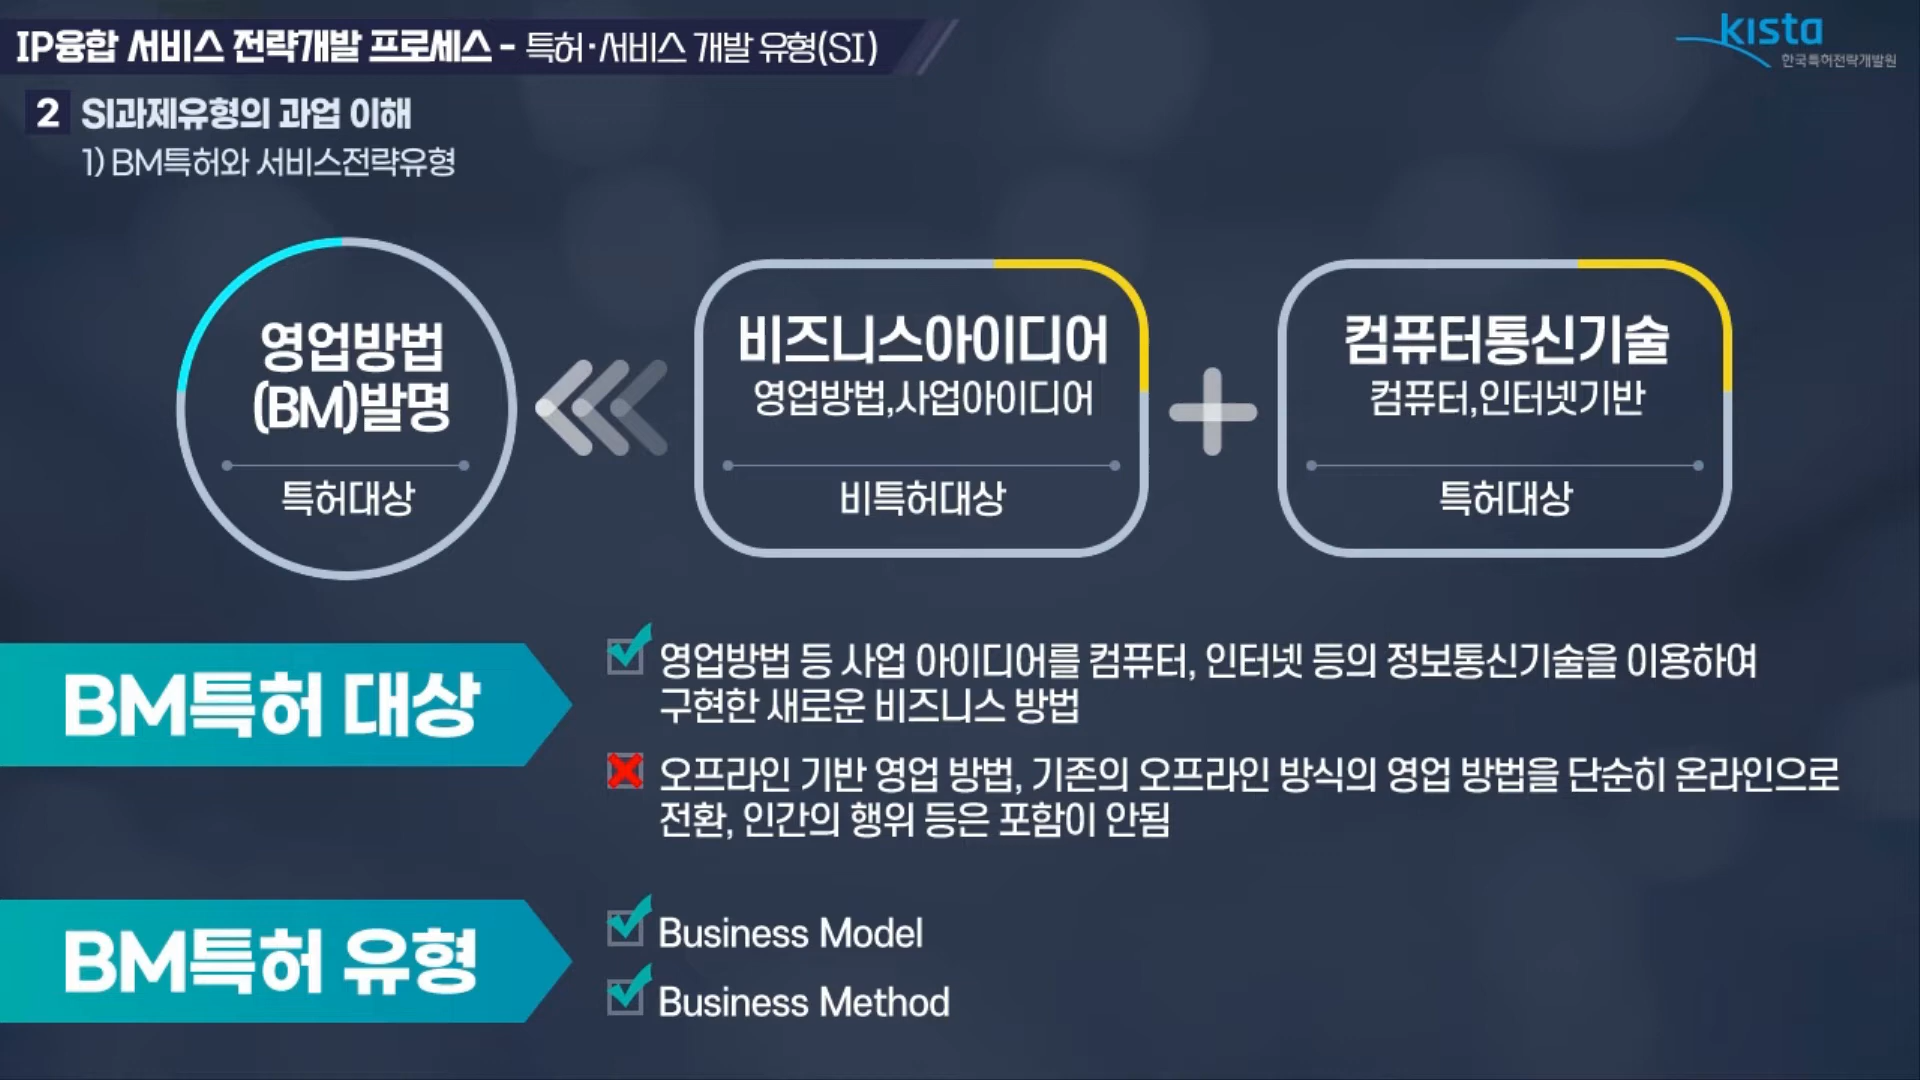 IP융합 서비스 전략개발 프로세스 - 특허·서비스 개발 유형(SI)
kista
한국특허전략개발원
2 SI과제유형의 과업 이해
1) BM특허와 서비스전략유형
영업방법
(BM)발명
특허대상
비즈니스아이디어
영업방법,사업아이디어
비특허대상
컴퓨터통신기술
컴퓨터,인터넷기반
특허대상
BM특허 대상
영업방법 등 사업 아이디어를 컴퓨터, 인터넷 등의 정보통신기술을 이용하여
구현한 새로운 비즈니스 방법
오프라인 기반 영업 방법, 기존의 오프라인 방식의 영업 방법을 단순히 온라인으로
전환, 인간의 행위 등은 포함이 안됨
BM특허 유형
Business Model
Business Method